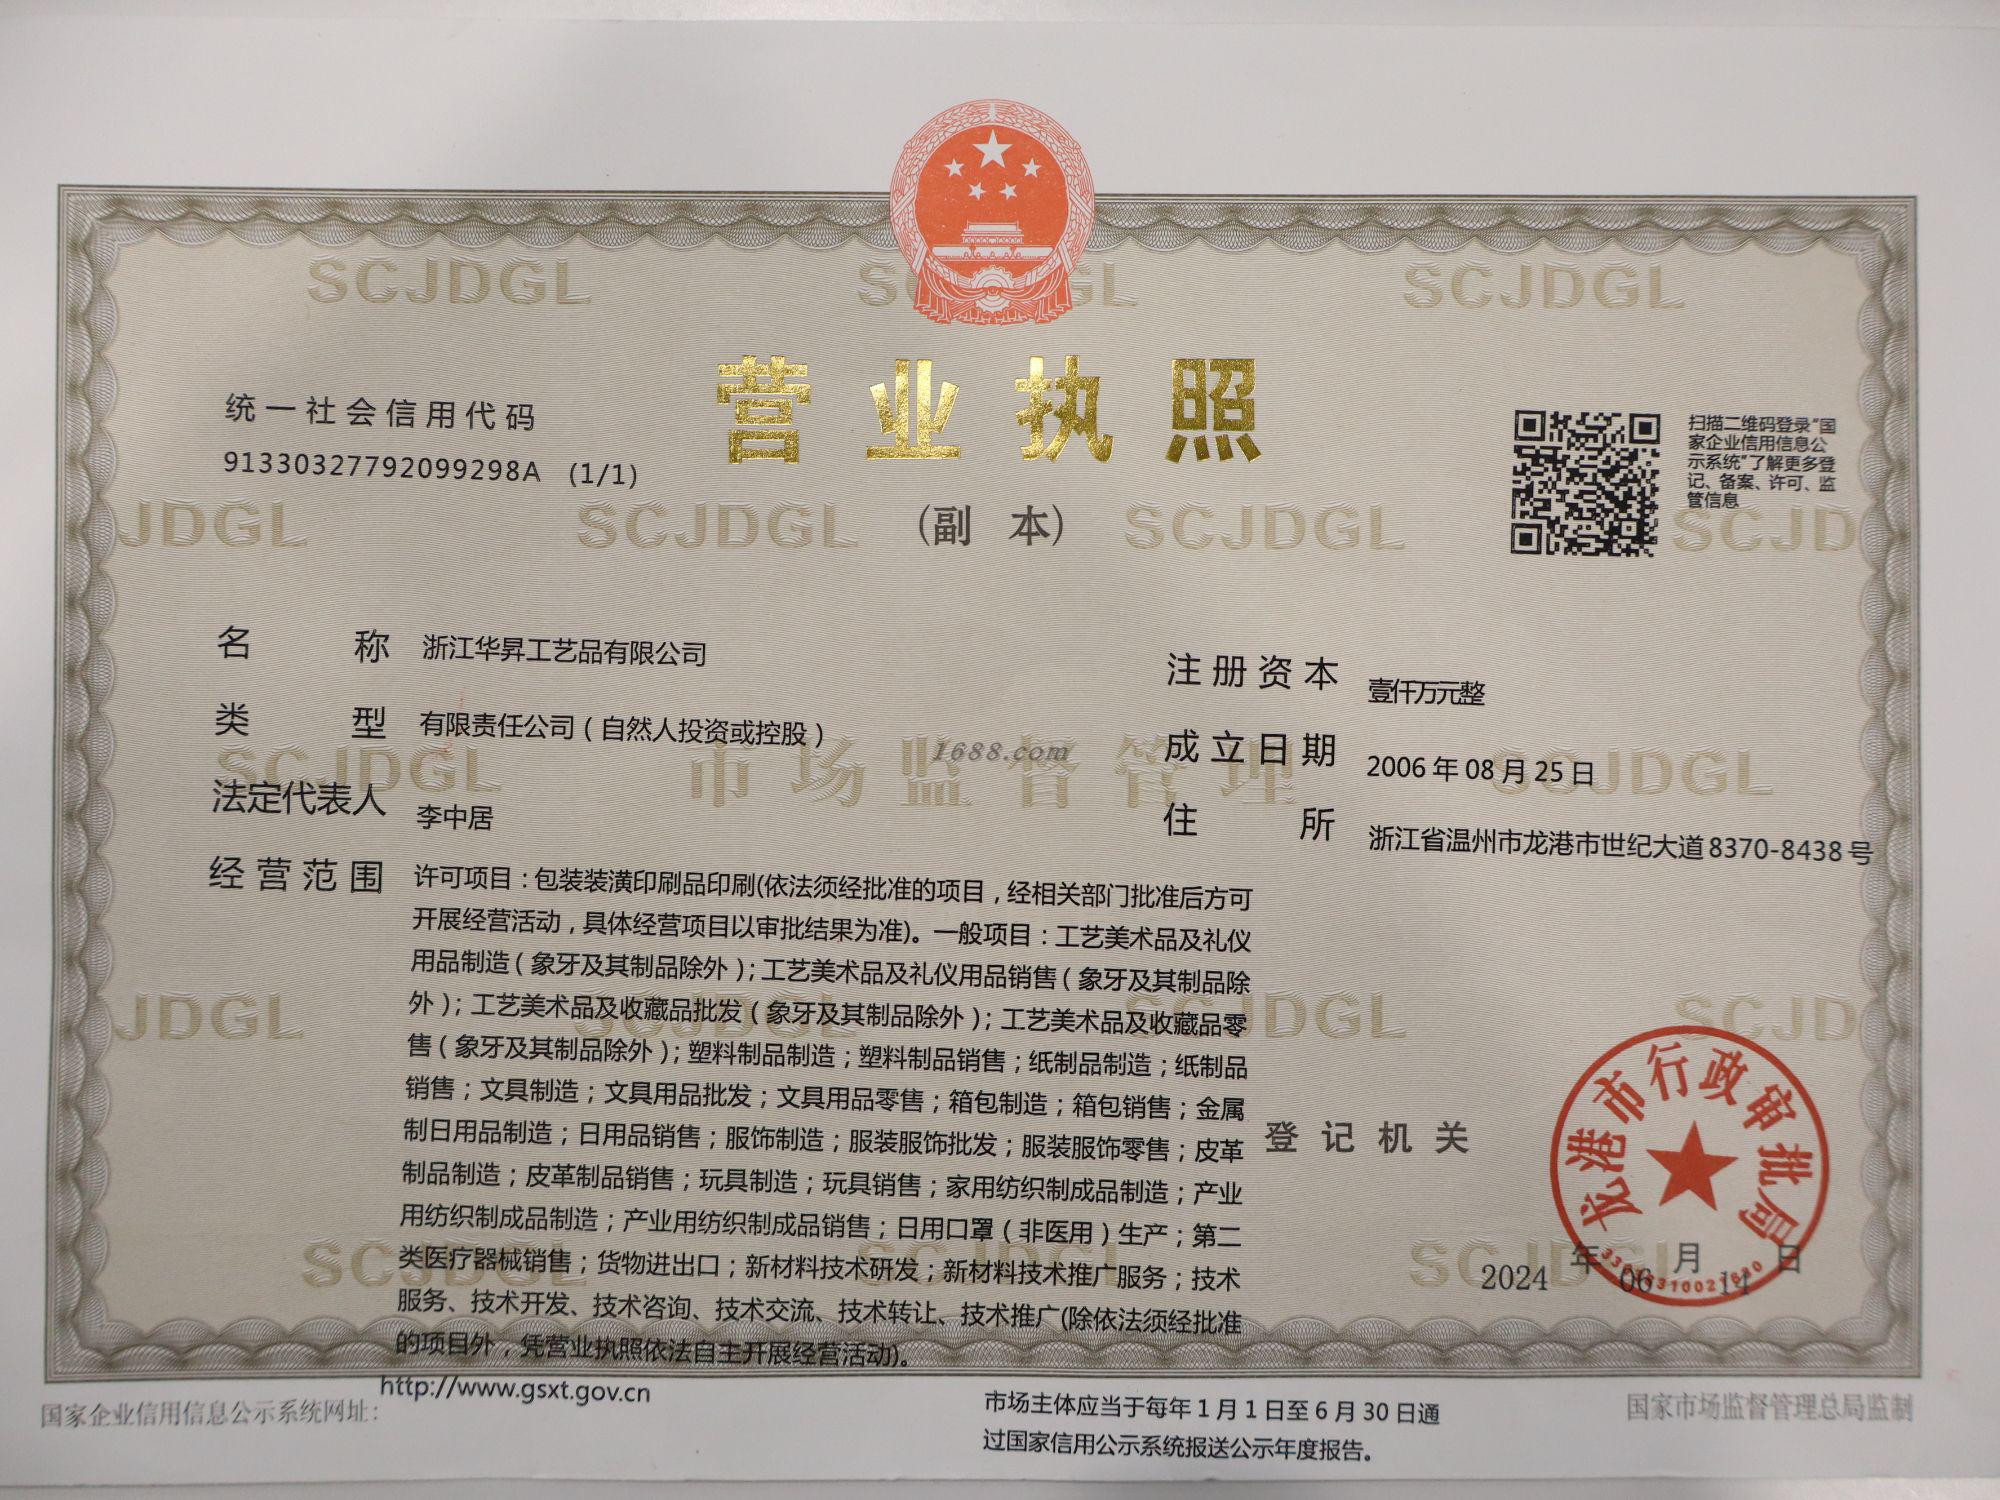 营业执照
(副 本)
统一社会信用代码
91330327792099298A (1/1)
扫描二维码登录“国
家企业信用信息公
示系统”了解更多登
记、备案、许可、监
管信息
名 称 浙江华昇工艺品有限公司
类 型 有限责任公司（自然人投资或控股）
法定代表人 李中居
注册资本 壹仟万元整
成立日期 2006年08月25日
住 所 浙江省温州市龙港市世纪大道8370-8438号
经营范围 许可项目：包装装潢印刷品印刷(依法须经批准的项目，经相关部门批准后方可
开展经营活动，具体经营项目以审批结果为准)。一般项目：工艺美术品及礼仪
用品制造（象牙及其制品除外）；工艺美术品及礼仪用品销售（象牙及其制品除
外）；工艺美术品及收藏品批发（象牙及其制品除外）；工艺美术品及收藏品零
售（象牙及其制品除外）；塑料制品制造；塑料制品销售；纸制品制造；纸制品
销售；文具制造；文具用品批发；文具用品零售；箱包制造；箱包销售；金属
制日用品制造；日用品销售；服饰制造；服装服饰批发；服装服饰零售；皮革
制品制造；皮革制品销售；玩具制造；玩具销售；家用纺织制成品制造；产业
用纺织制成品制造；产业用纺织制成品销售；日用口罩（非医用）生产；第二
类医疗器械销售；货物进出口；新材料技术研发；新材料技术推广服务；技术
服务、技术开发、技术咨询、技术交流、技术转让、技术推广(除依法须经批准
的项目外，凭营业执照依法自主开展经营活动)。
登记机关
龙港市行政审批局
2024年06月11日
国家企业信用信息公示系统网址：http://www.gsxt.gov.cn
市场主体应当于每年1月1日至6月30日通
过国家信用公示系统报送公示年度报告。
国家市场监督管理总局监制
1688.com
市场监督管理
SCJDGL
SCJDGL
SCJDGL
SCJDGL
SCJDGL
SCJDGL
SCJDGL